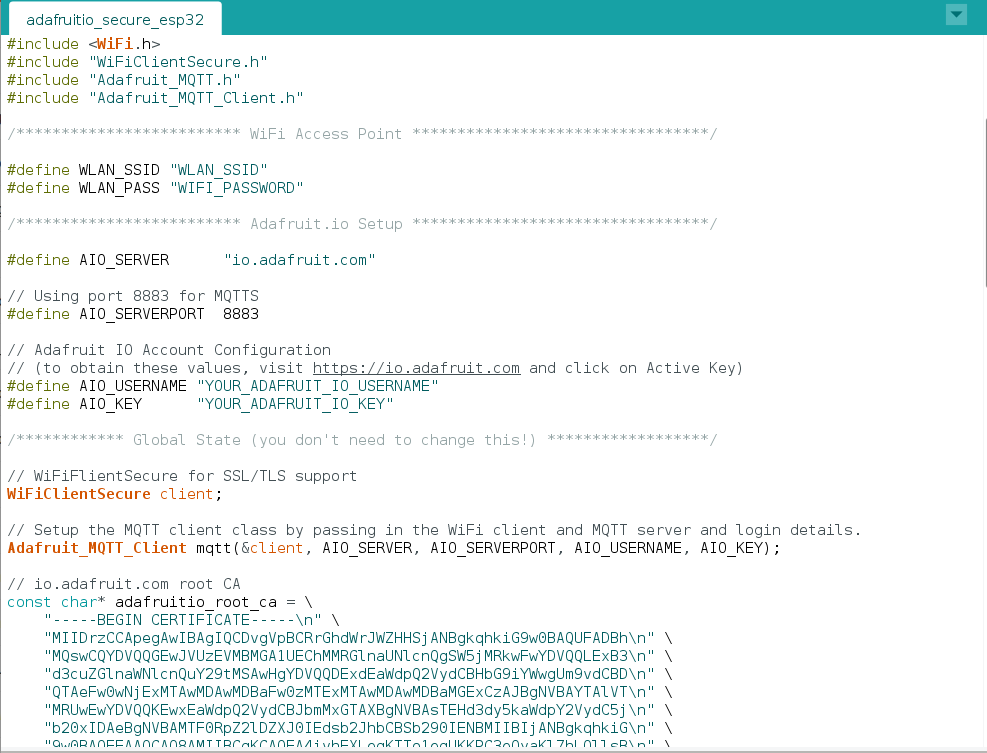 adafruitio_secure_esp32
#include <WiFi.h>
#include "WiFiClientSecure.h"
#include "Adafruit_MQTT.h"
#include "Adafruit_MQTT_Client.h"
/************************* WiFi Access Point *********************************/
#define WLAN_SSID "WLAN_SSID"
#define WLAN_PASS "WIFI_PASSWORD"
/************************* Adafruit.io Setup *********************************/
#define AIO_SERVER      "io.adafruit.com"
// Using port 8883 for MQTTS
#define AIO_SERVERPORT  8883
// Adafruit IO Account Configuration
// (to obtain these values, visit https://io.adafruit.com and click on Active Key)
#define AIO_USERNAME "YOUR_ADAFRUIT_IO_USERNAME"
#define AIO_KEY      "YOUR_ADAFRUIT_IO_KEY"
/************ Global State (you don't need to change this!) ******************/
// WiFiFlientSecure for SSL/TLS support
WiFiClientSecure client;
// Setup the MQTT client class by passing in the WiFi client and MQTT server and login details.
Adafruit_MQTT_Client mqtt(&client, AIO_SERVER, AIO_SERVERPORT, AIO_USERNAME, AIO_KEY);
// io.adafruit.com root CA
const char* adafruitio_root_ca = \
    "-----BEGIN CERTIFICATE-----\n" \
    "MIIDrzCCApegAwIBAgIQCDvgVpBCRrGhdWrJWZHHSjANBgkqhkiG9w0BAQUFADBh\n" \
    "MQswCQYDVQQGEwJVUzEVMBMGA1UEChMMRGlnaUNlcnQgSW5jMRkwFwYDVQQLExB3\n" \
    "d3cuZGlnaWNlcnQuY29tMSAwHgYDVQQDExdEaWdpQ2VydCBHbG9iYWwgUm9vdCBD\n" \
    "QTAeFw0wNjExMTAwMDAwMDBaFw0zMTExMTAwMDAwMDBaMGExCzAJBgNVBAYTAlVT\n" \
    "MRUwEwYDVQQKEwxEaWdpQ2VydCBJbmMxGTAXBgNVBAsTEHd3dy5kaWdpY2VydC5j\n" \
    "b20xIDAeBgNVBAMTF0RpZ2lDZXJ0IEdsb2JhbCBSb290IENBMIIBIjANBgkqhkiG\n" \